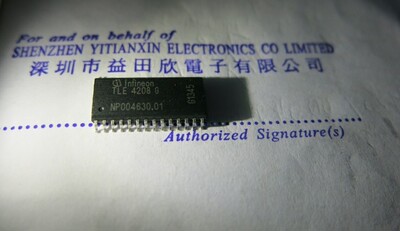 For and on behalf of
SHENZHEN YITIANXIN ELECTRONICS CO LIMITED
深圳市益田欣電子有限公司
Infineon
TLE 4208 G
NP004630.01
G1345
Authorized Signature(s)